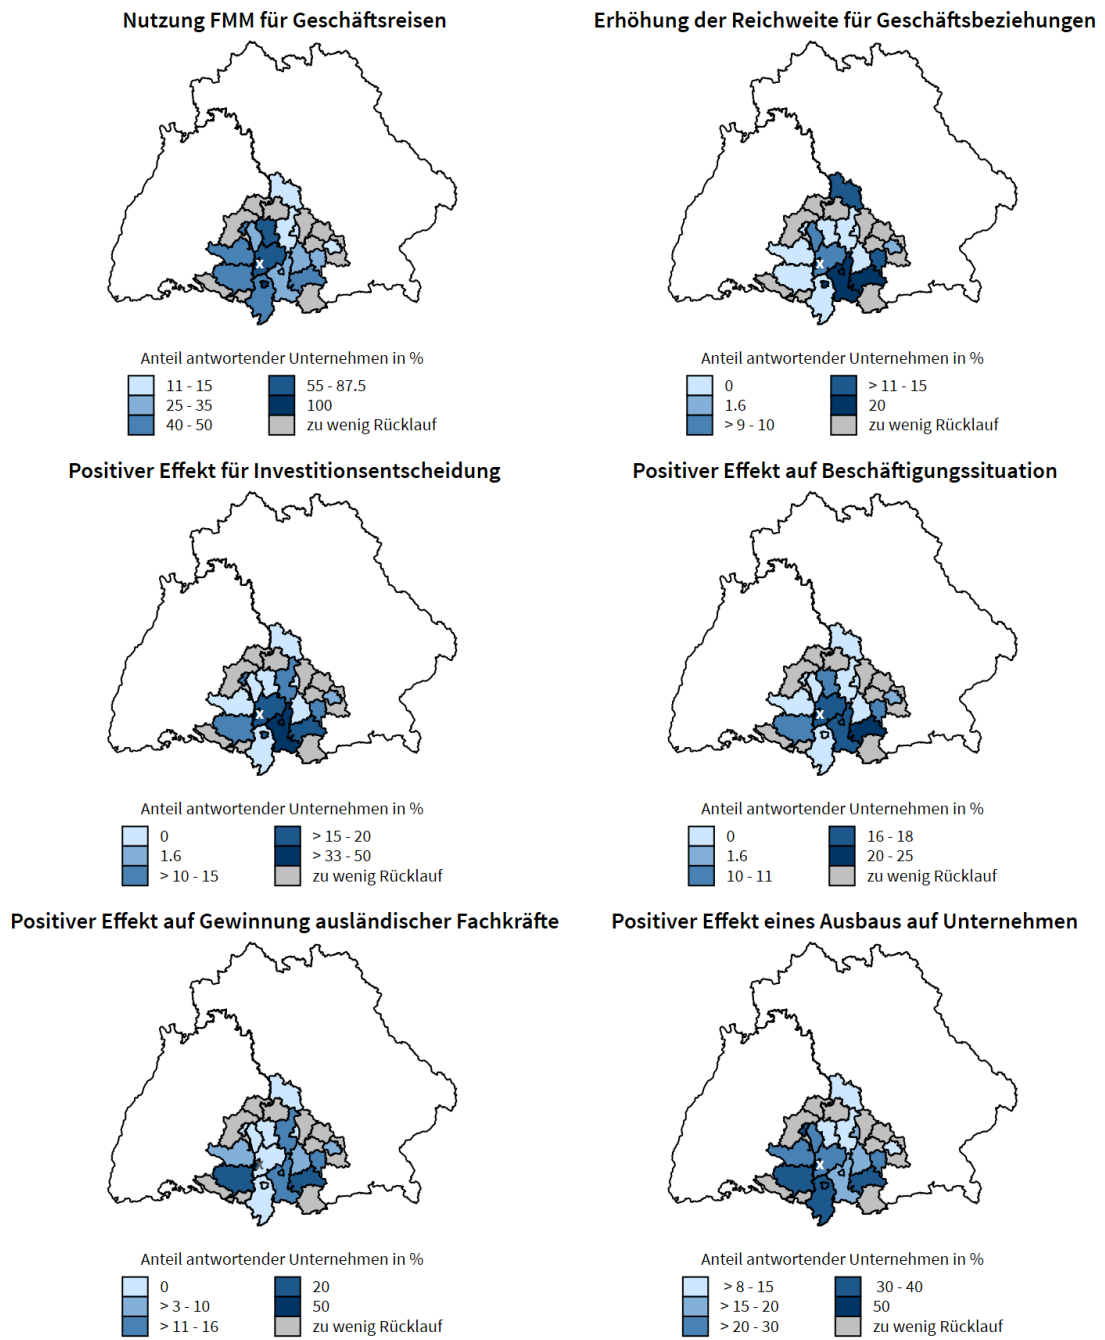 Nutzung FMM für Geschäftsreisen
x
Anteil antwortender Unternehmen in %
11 - 15
25 - 35
40 - 50
55 - 87.5
100
zu wenig Rücklauf
Erhöhung der Reichweite für Geschäftsbeziehungen
x
Anteil antwortender Unternehmen in %
0
1.6
> 9 - 10
> 11 - 15
20
zu wenig Rücklauf
Positiver Effekt für Investitionsentscheidung
x
Anteil antwortender Unternehmen in %
0
1.6
> 10 - 15
> 15 - 20
> 33 - 50
zu wenig Rücklauf
Positiver Effekt auf Beschäftigungssituation
x
Anteil antwortender Unternehmen in %
0
1.6
10 - 11
16 - 18
20 - 25
zu wenig Rücklauf
Positiver Effekt auf Gewinnung ausländischer Fachkräfte
x
Anteil antwortender Unternehmen in %
0
> 3 - 10
> 11 - 16
20
50
zu wenig Rücklauf
Positiver Effekt eines Ausbaus auf Unternehmen
x
Anteil antwortender Unternehmen in %
> 8 - 15
> 15 - 20
> 20 - 30
30 - 40
50
zu wenig Rücklauf